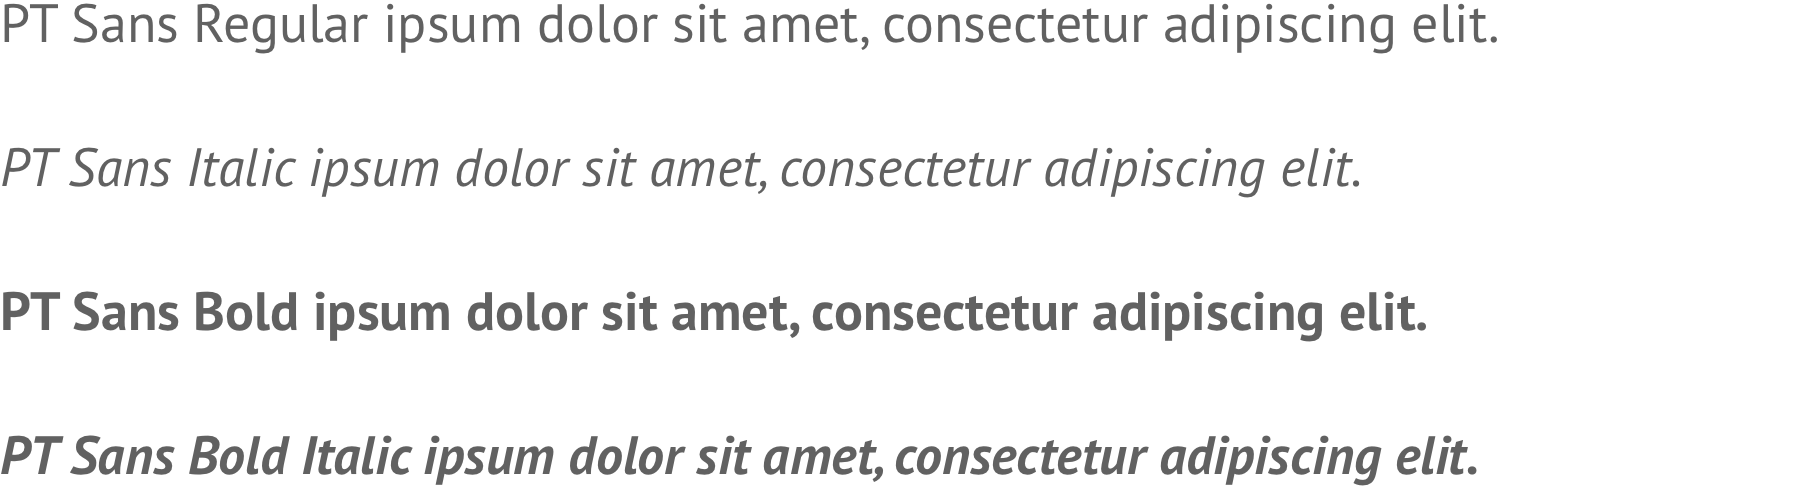 PT Sans Regular ipsum dolor sit amet, consectetur adipiscing elit.
PT Sans Italic ipsum dolor sit amet, consectetur adipiscing elit.
PT Sans Bold ipsum dolor sit amet, consectetur adipiscing elit.
PT Sans Bold Italic ipsum dolor sit amet, consectetur adipiscing elit.